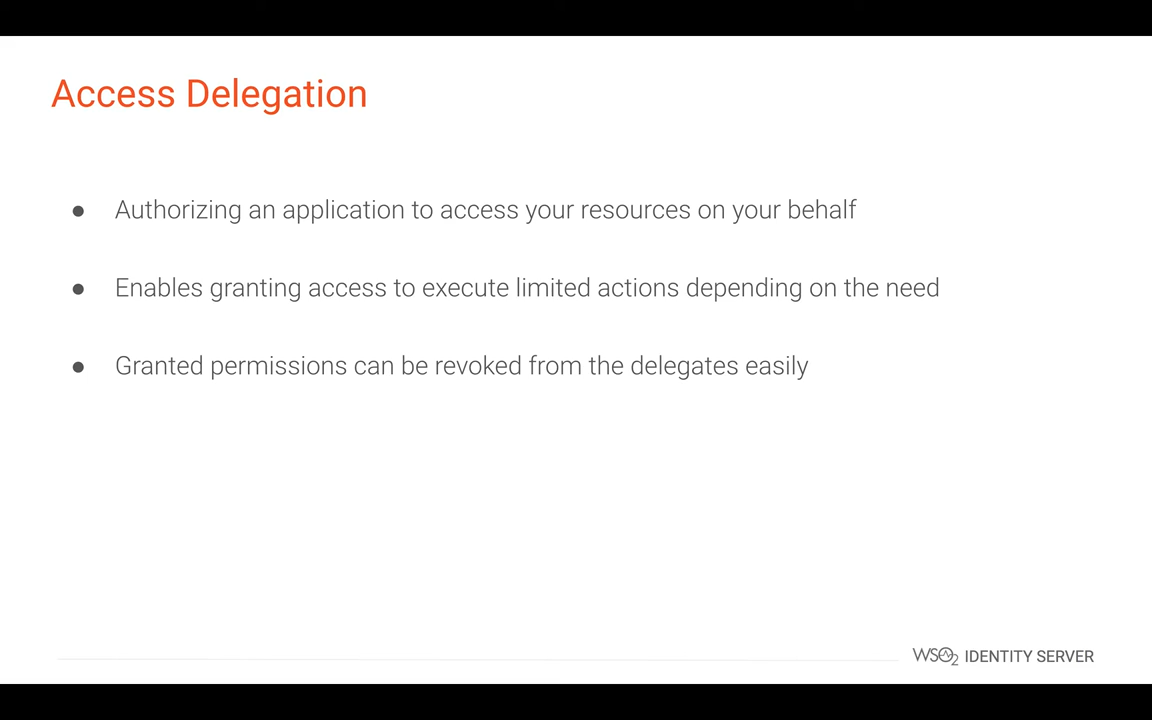 Access Delegation
● Authorizing an application to access your resources on your behalf
● Enables granting access to execute limited actions depending on the need
● Granted permissions can be revoked from the delegates easily
WSO2 IDENTITY SERVER